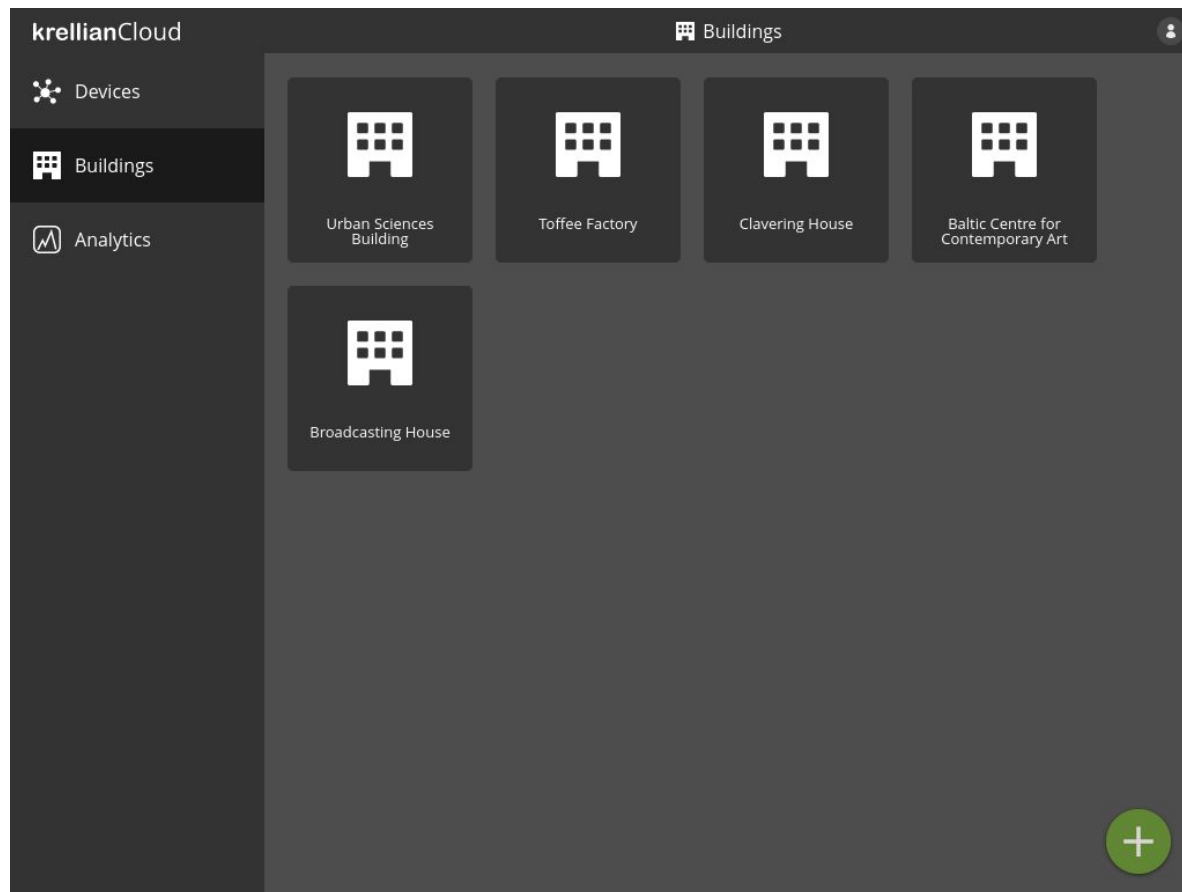 krellianCloud
Buildings
Devices
Buildings
Analytics
Urban Sciences
Building
Toffee Factory
Clavering House
Baltic Centre for
Contemporary Art
Broadcasting House